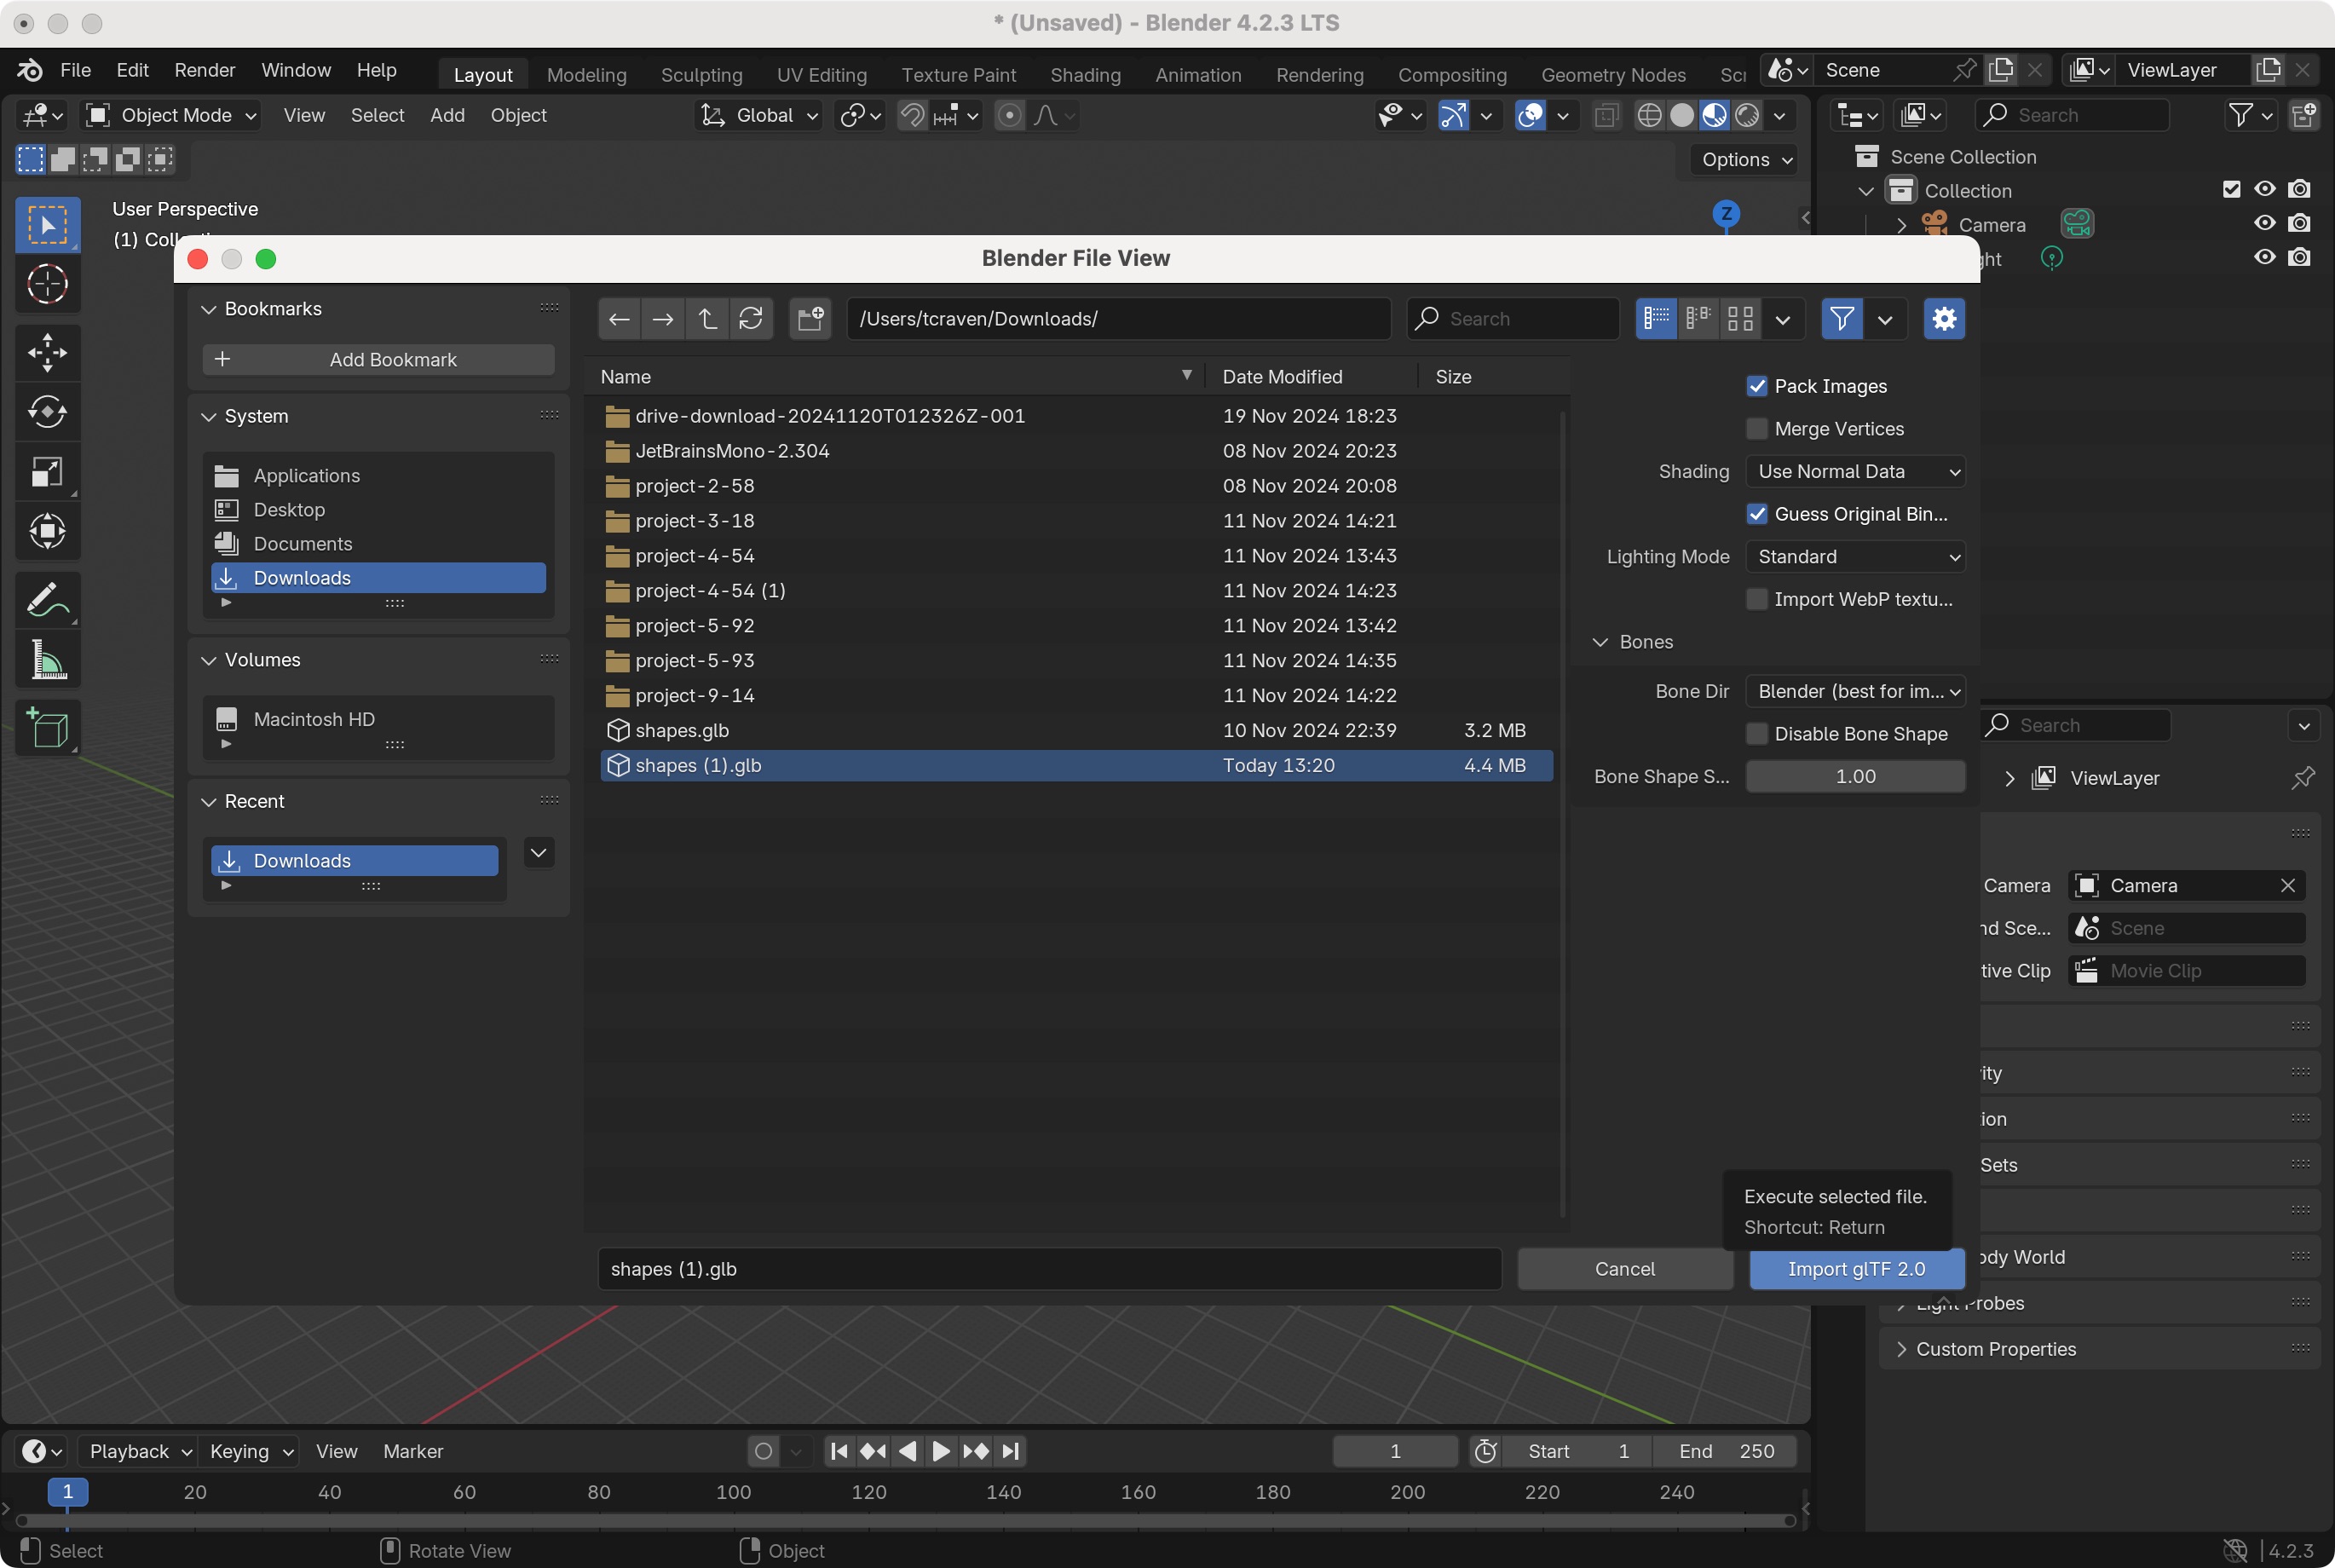 * (Unsaved) - Blender 4.2.3 LTS
File Edit Render Window Help Layout Modeling Sculpting UV Editing Texture Paint Shading Animation Rendering Compositing Geometry Nodes Scene ViewLayer
Object Mode View Select Add Object Global Search
Options
Scene Collection
Collection
Camera
User Perspective
(1)
Z
Blender File View
Bookmarks
Add Bookmark
System
Applications
Desktop
Documents
Downloads
Volumes
Macintosh HD
Recent
Downloads
/Users/tcraven/Downloads/ Search
Name Date Modified Size
drive-download-20241120T012326Z-001 19 Nov 2024 18:23
JetBrainsMono-2.304 08 Nov 2024 20:23
project-2-58 08 Nov 2024 20:08
project-3-18 11 Nov 2024 14:21
project-4-54 11 Nov 2024 13:43
project-4-54 (1) 11 Nov 2024 14:23
project-5-92 11 Nov 2024 13:42
project-5-93 11 Nov 2024 14:35
project-9-14 11 Nov 2024 14:22
shapes.glb 10 Nov 2024 22:39 3.2 MB
shapes (1).glb Today 13:20 4.4 MB
Pack Images
Merge Vertices
Shading Use Normal Data
Guess Original Bin...
Lighting Mode Standard
Import WebP textu...
Bones
Bone Dir Blender (best for im...
Disable Bone Shape
Bone Shape S... 1.00
Execute selected file.
Shortcut: Return
shapes (1).glb Cancel Import glTF 2.0
Search
ViewLayer
Camera Camera
Sce... Scene
Clip Movie Clip
Sets
World
Light Probes
Custom Properties
Playback Keying View Marker 1 Start 1 End 250
1 20 40 60 80 100 120 140 160 180 200 220 240
Select Rotate View Object 4.2.3